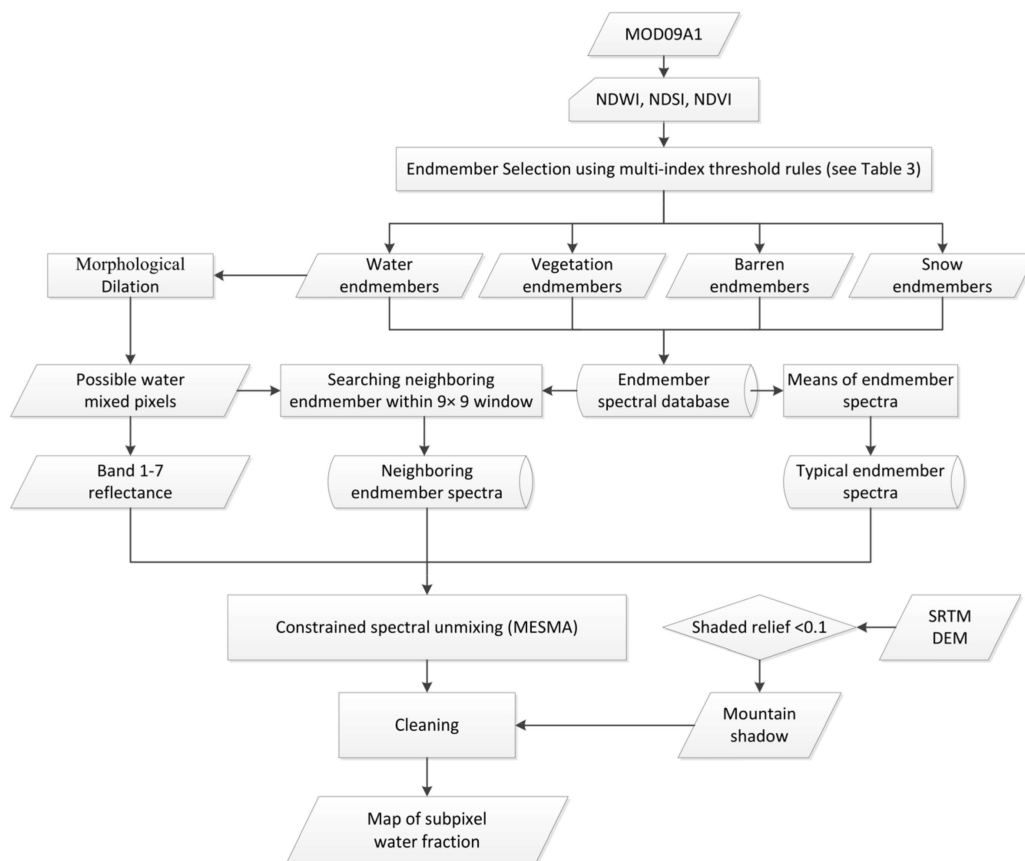 MOD09A1
NDWI, NDSI, NDVI
Endmember Selection using multi-index threshold rules (see Table 3)
Morphological
Dilation
Water
endmembers
Vegetation
endmembers
Barren
endmembers
Snow
endmembers
Possible water
mixed pixels
Searching neighboring
endmember within 9× 9 window
Endmember
spectral database
Means of endmember
spectra
Band 1-7
reflectance
Neighboring
endmember spectra
Typical endmember
spectra
Constrained spectral unmixing (MESMA)
Shaded relief <0.1
SRTM
DEM
Cleaning
Mountain
shadow
Map of subpixel
water fraction